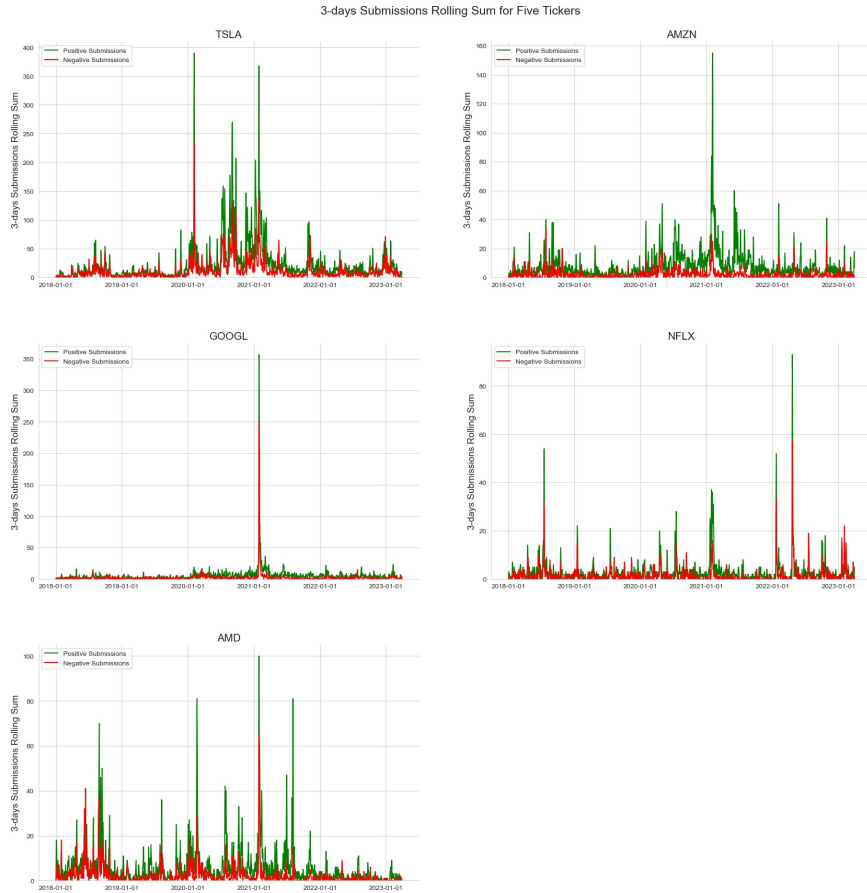 3-days Submissions Rolling Sum for Five Tickers
TSLA
Positive Submissions
Negative Submissions
3-days Submissions Rolling Sum
400
350
300
250
200
150
100
50
0
2018-01-01 2019-01-01 2020-01-01 2021-01-01 2022-01-01 2023-01-01
AMZN
Positive Submissions
Negative Submissions
3-days Submissions Rolling Sum
160
140
120
100
80
60
40
20
0
2018-01-01 2019-01-01 2020-01-01 2021-01-01 2022-01-01 2023-01-01
GOOGL
Positive Submissions
Negative Submissions
3-days Submissions Rolling Sum
350
300
250
200
150
100
50
0
2018-01-01 2019-01-01 2020-01-01 2021-01-01 2022-01-01 2023-01-01
NFLX
Positive Submissions
Negative Submissions
3-days Submissions Rolling Sum
80
60
40
20
0
2018-01-01 2019-01-01 2020-01-01 2021-01-01 2022-01-01 2023-01-01
AMD
Positive Submissions
Negative Submissions
3-days Submissions Rolling Sum
100
80
60
40
20
0
2018-01-01 2019-01-01 2020-01-01 2021-01-01 2022-01-01 2023-01-01